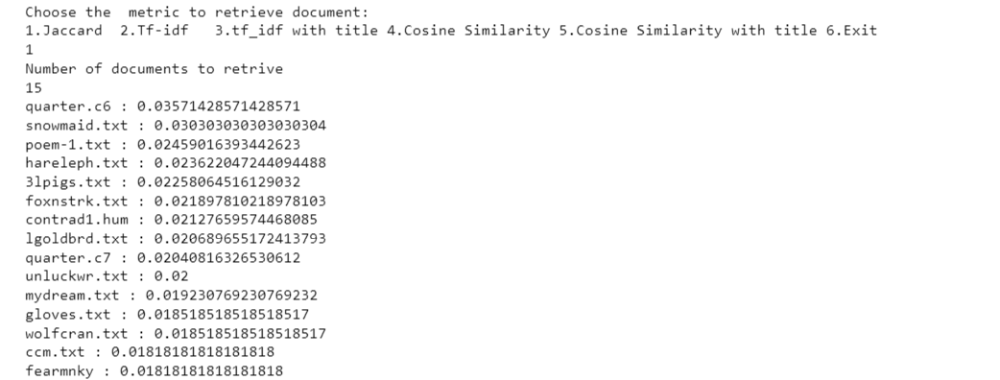 Choose the  metric to retrieve document:
1.Jaccard  2.Tf-idf   3.tf_idf with title 4.Cosine Similarity 5.Cosine Similarity with title 6.Exit
1
Number of documents to retrive
15
quarter.c6 : 0.03571428571428571
snowmaid.txt : 0.030303030303030304
poem-1.txt : 0.02459016393442623
hareleph.txt : 0.023622047244094488
3lpigs.txt : 0.02258064516129032
foxnstrk.txt : 0.021897810218978103
contrad1.hum : 0.02127659574468085
lgoldbrd.txt : 0.020689655172413793
quarter.c7 : 0.02040816326530612
unluckwr.txt : 0.02
mydream.txt : 0.019230769230769232
gloves.txt : 0.018518518518518517
wolfcran.txt : 0.018518518518518517
ccm.txt : 0.01818181818181818
fearmnky : 0.01818181818181818